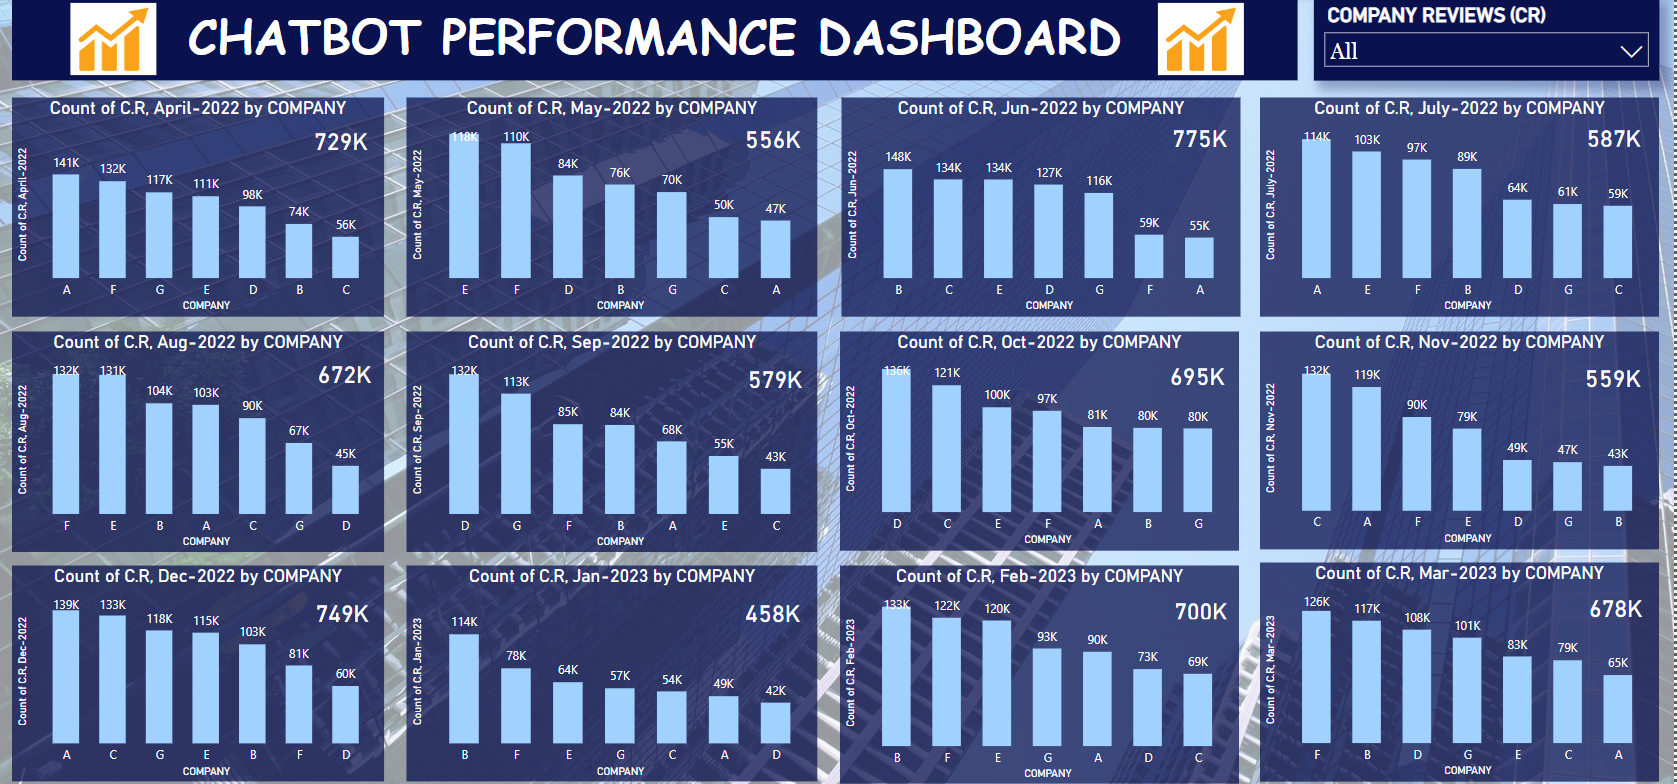 CHATBOT PERFORMANCE DASHBOARD
COMPANY REVIEWS (CR)
All
Count of C.R, April-2022 by COMPANY
729K
Count of C.R, April-2022
141K 132K 117K 111K 98K 74K 56K
A F G E D B C
COMPANY
Count of C.R, May-2022 by COMPANY
556K
Count of C.R, May-2022
118K 110K 84K 76K 70K 50K 47K
E F D B G C A
COMPANY
Count of C.R, Jun-2022 by COMPANY
775K
Count of C.R, Jun-2022
148K 134K 134K 127K 116K 59K 55K
B C E D G F A
COMPANY
Count of C.R, July-2022 by COMPANY
587K
Count of C.R, July-2022
114K 103K 97K 89K 64K 61K 59K
A E F B D G C
COMPANY
Count of C.R, Aug-2022 by COMPANY
672K
Count of C.R, Aug-2022
132K 131K 104K 103K 90K 67K 45K
F E B A C G D
COMPANY
Count of C.R, Sep-2022 by COMPANY
579K
Count of C.R, Sep-2022
132K 113K 85K 84K 68K 55K 43K
D G F B A E C
COMPANY
Count of C.R, Oct-2022 by COMPANY
695K
Count of C.R, Oct-2022
136K 121K 100K 97K 81K 80K 80K
D C E F A B G
COMPANY
Count of C.R, Nov-2022 by COMPANY
559K
Count of C.R, Nov-2022
132K 119K 90K 79K 49K 47K 43K
C A F E D G B
COMPANY
Count of C.R, Dec-2022 by COMPANY
749K
Count of C.R, Dec-2022
139K 133K 118K 115K 103K 81K 60K
A C G E B F D
COMPANY
Count of C.R, Jan-2023 by COMPANY
458K
Count of C.R, Jan-2023
114K 78K 64K 57K 54K 49K 42K
B F E G C A D
COMPANY
Count of C.R, Feb-2023 by COMPANY
700K
Count of C.R, Feb-2023
133K 122K 120K 93K 90K 73K 69K
B F E G A D C
COMPANY
Count of C.R, Mar-2023 by COMPANY
678K
Count of C.R, Mar-2023
126K 117K 108K 101K 83K 79K 65K
F B D G E C A
COMPANY